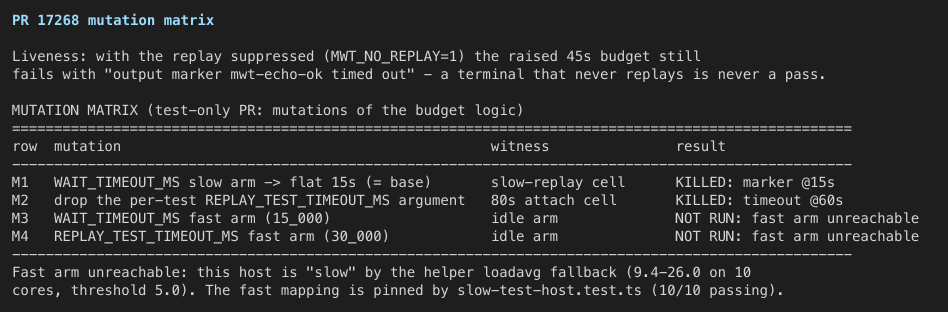 PR 17268 mutation matrix
Liveness: with the replay suppressed (MWT_NO_REPLAY=1) the raised 45s budget still
fails with "output marker mwt-echo-ok timed out" - a terminal that never replays is never a pass.
MUTATION MATRIX (test-only PR: mutations of the budget logic)
row mutation witness result
M1 WAIT_TIMEOUT_MS slow arm -> flat 15s (= base) slow-replay cell KILLED: marker @15s
M2 drop the per-test REPLAY_TEST_TIMEOUT_MS argument 80s attach cell KILLED: timeout @60s
M3 WAIT_TIMEOUT_MS fast arm (15_000) idle arm NOT RUN: fast arm unreachable
M4 REPLAY_TEST_TIMEOUT_MS fast arm (30_000) idle arm NOT RUN: fast arm unreachable
Fast arm unreachable: this host is "slow" by the helper loadavg fallback (9.4-26.0 on 10
cores, threshold 5.0). The fast mapping is pinned by slow-test-host.test.ts (10/10 passing).